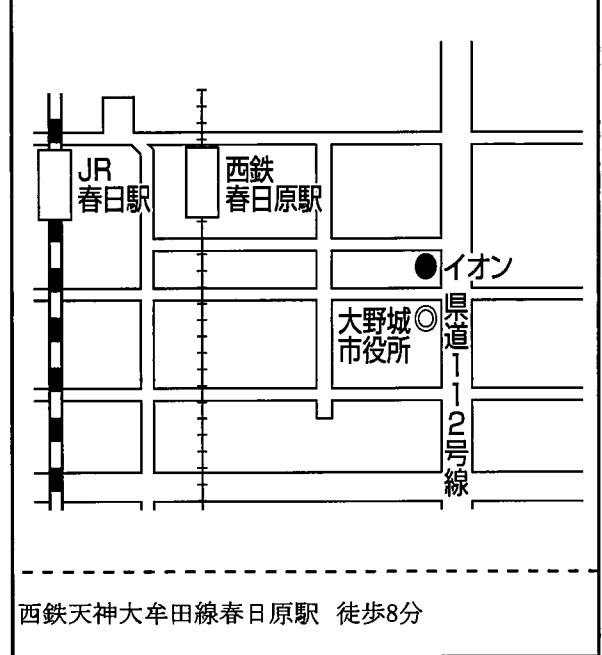 JR
春日駅
西鉄
春日原駅
イオン
大野城
市役所
県道112号線
西鉄天神大牟田線春日原駅 徒歩8分